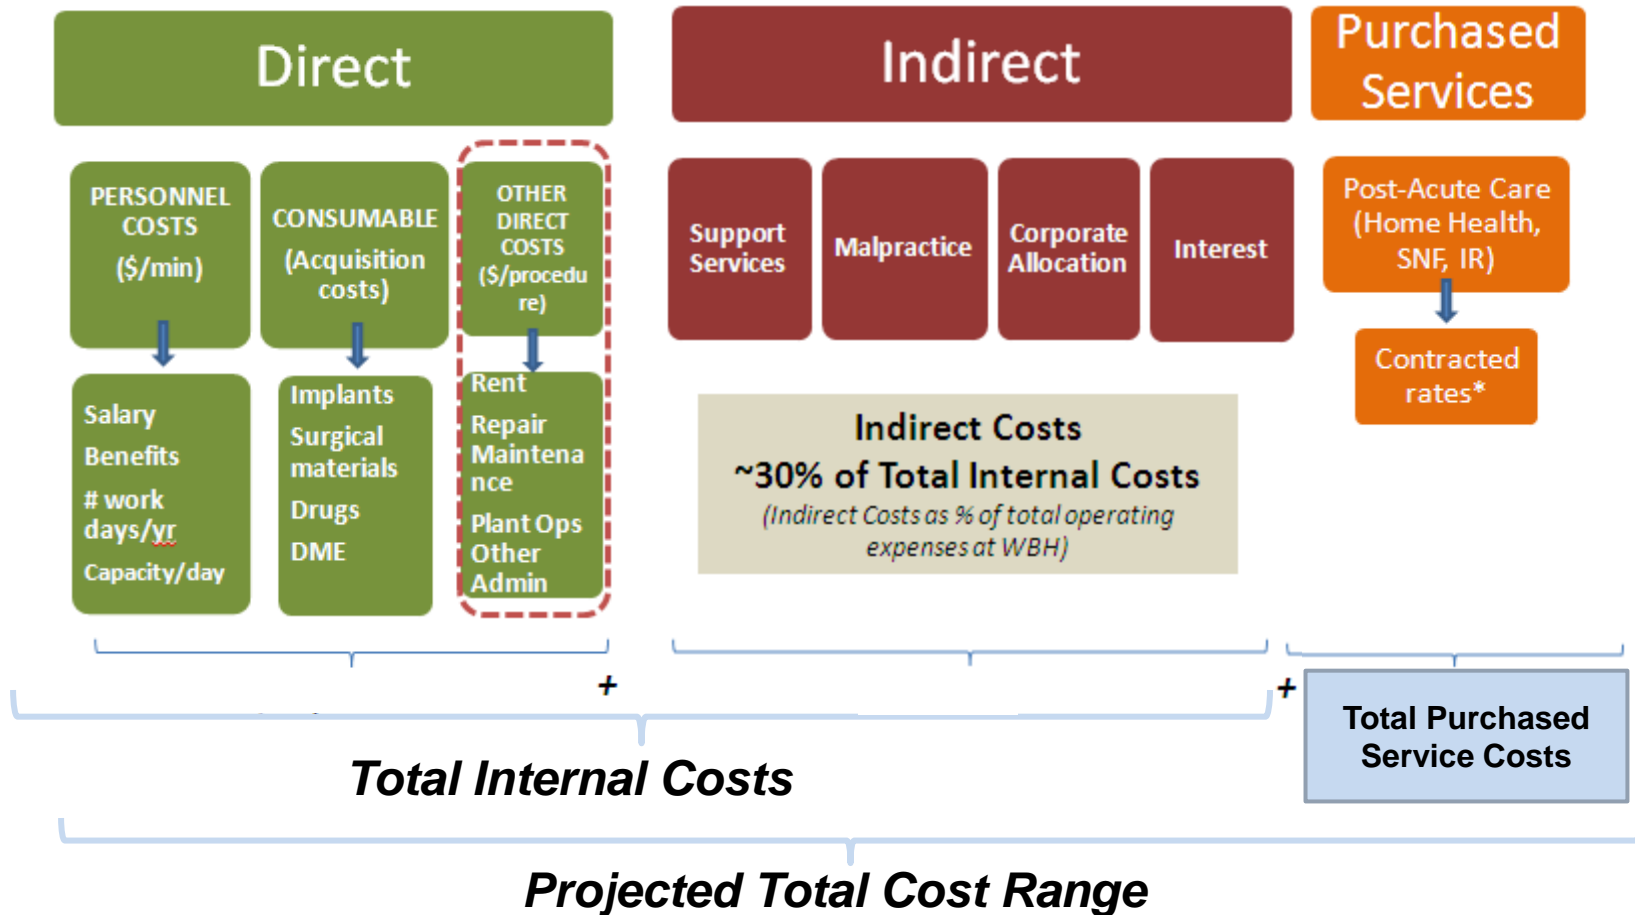 Direct
PERSONNEL
COSTS
($/min)
Salary
Benefits
# work
days/yr
Capacity/day
CONSUMABLE
(Acquisition
costs)
Implants
Surgical
materials
Drugs
DME
OTHER
DIRECT
COSTS
($/procedu
re)
Rent
Repair
Maintena
nce
Plant Ops
Other
Admin
Indirect
Support
Services
Malpractice
Corporate
Allocation
Interest
Indirect Costs
~30% of Total Internal Costs
(Indirect Costs as % of total operating
expenses at WBH)
Purchased
Services
Post-Acute Care
(Home Health,
SNF, IR)
Contracted
rates*
+
+
Total Purchased
Service Costs
Total Internal Costs
Projected Total Cost Range